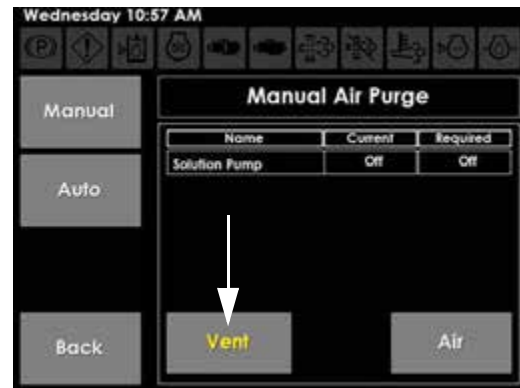 Wednesday 10:57 AM
Manual
Manual Air Purge
Name Current Required
Solution Pump Off Off
Auto
Back
Vent
Air